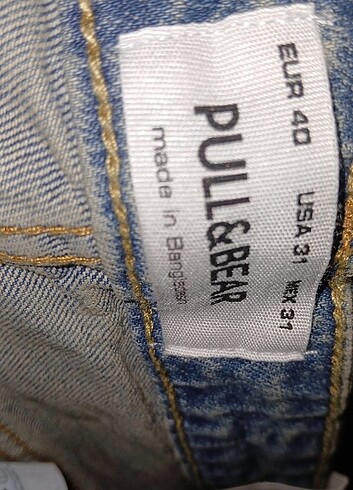 EUR 40 USA 31 MEX 31
PULL&BEAR
made in Bangladesh